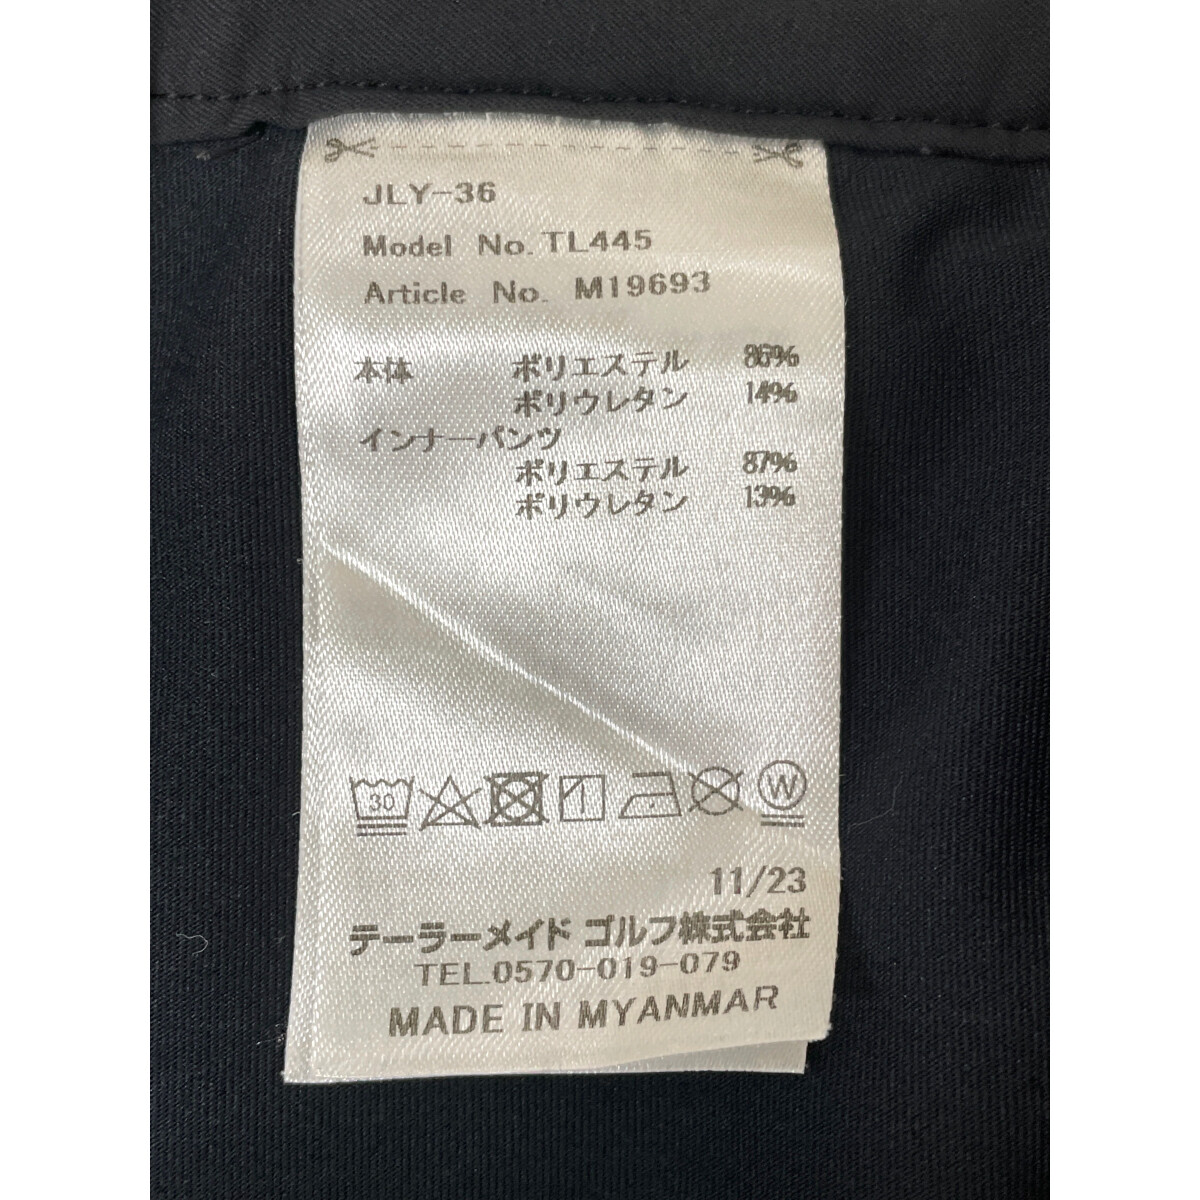 JLY-36
Model No. TL445
Article No. M19693
本体 ポリエステル 86%
ポリウレタン 14%
インナーパンツ
ポリエステル 87%
ポリウレタン 13%
30 W
11/23
テーラーメイド ゴルフ株式会社
TEL.0570-019-079
MADE IN MYANMAR